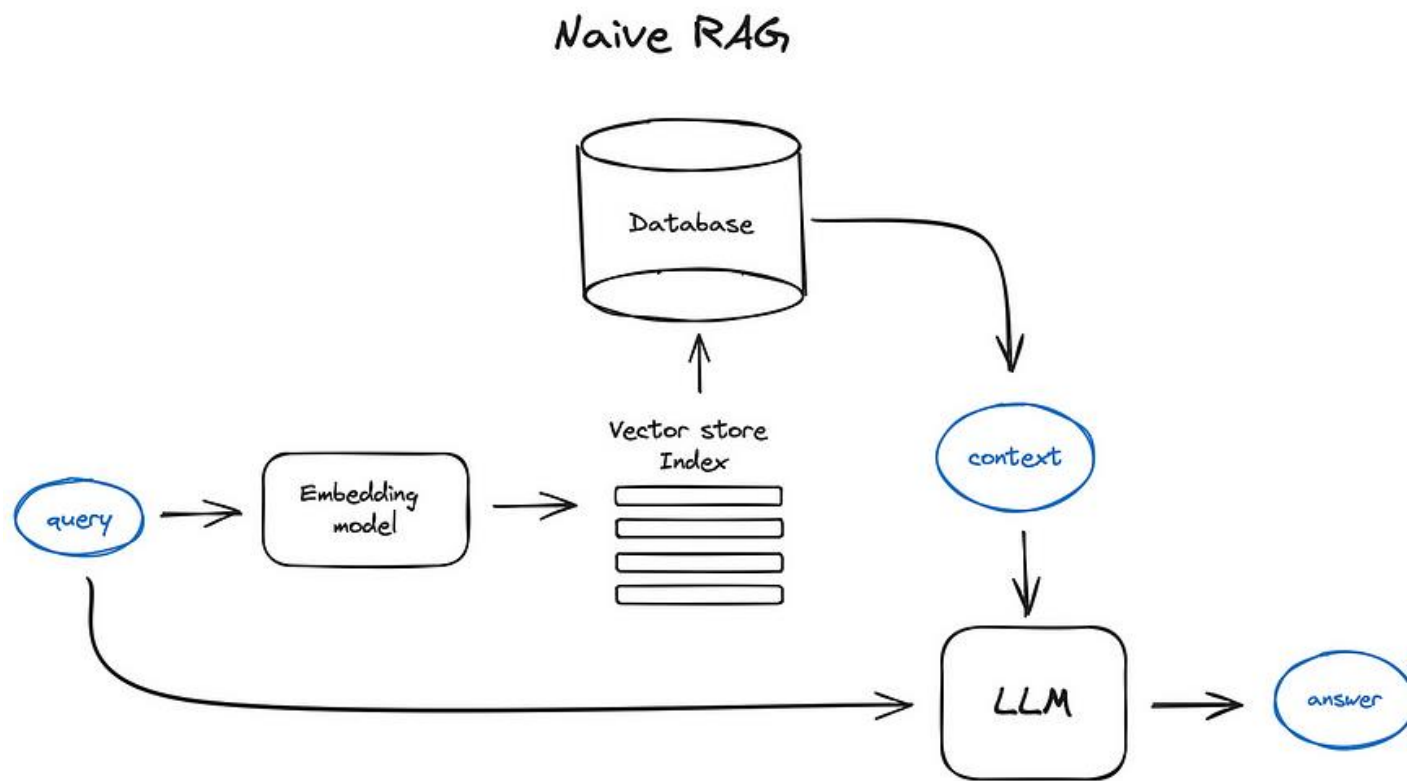 Naive RAG
Database
Vector store
Index
context
query
Embedding
model
LLM
answer